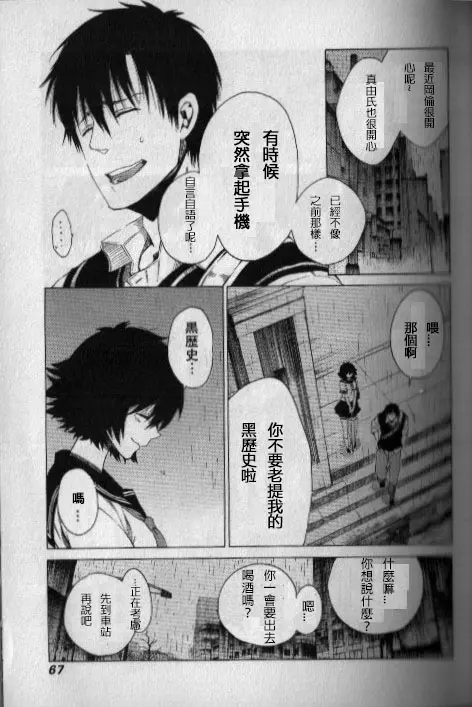 最近岡倫很開
心呢~
真由氏也很開心
已經不像
之前那樣…
有時候
突然拿起手機
自言自語了呢…
……
喂…
那個啊
你不要老提我的
黑歷史啦
黑歷史
…
嗎…
什麼嘛…
你想說什麼？
嗯…
你一會要出去
喝酒嗎？
…正在考慮
先到車站
再說吧
67